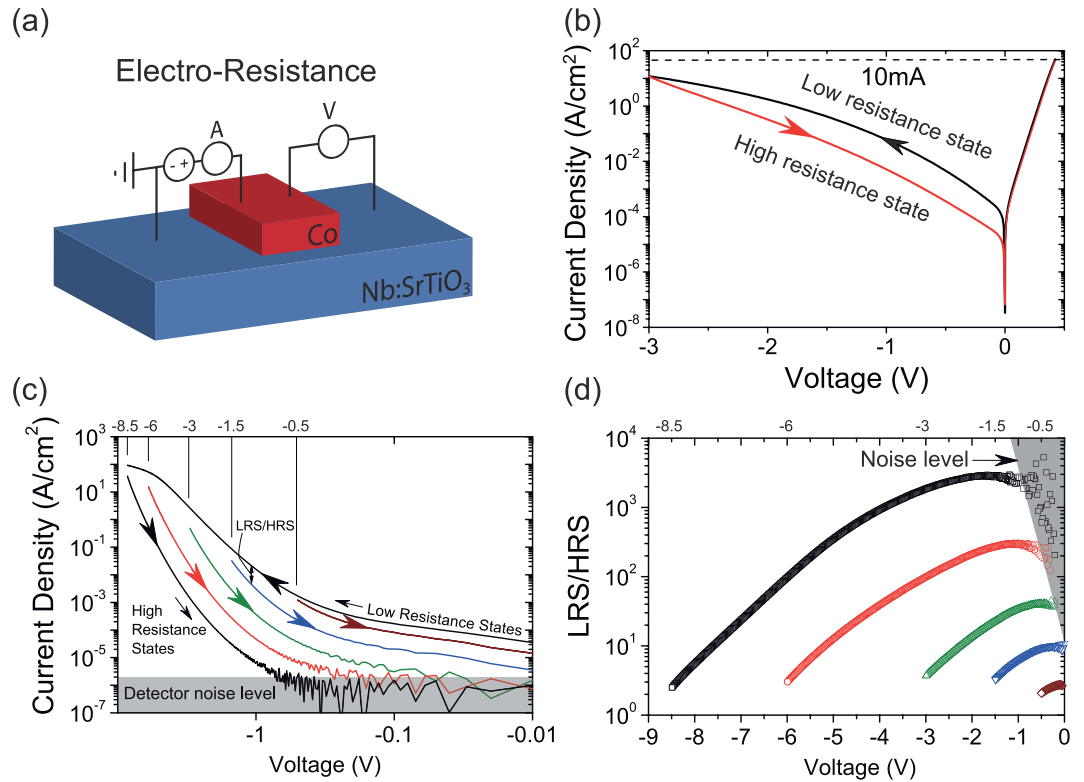 (a)
Electro-Resistance
V
A
- +
Co
Nb:SrTiO3
(b)
Current Density (A/cm²)
10²
10⁰
10⁻²
10⁻⁴
10⁻⁶
10⁻⁸
10mA
Low resistance state
High resistance state
-3
-2
-1
0
Voltage (V)
(c)
-8.5
-6
-3
-1.5
-0.5
Current Density (A/cm²)
10³
10¹
10⁻¹
10⁻³
10⁻⁵
10⁻⁷
LRS/HRS
Low Resistance States
High
Resistance
States
Detector noise level
-1
-0.1
-0.01
Voltage (V)
(d)
-8.5
-6
-3
-1.5
-0.5
LRS/HRS
10⁴
10³
10²
10¹
10⁰
Noise level
-9
-8
-7
-6
-5
-4
-3
-2
-1
0
Voltage (V)